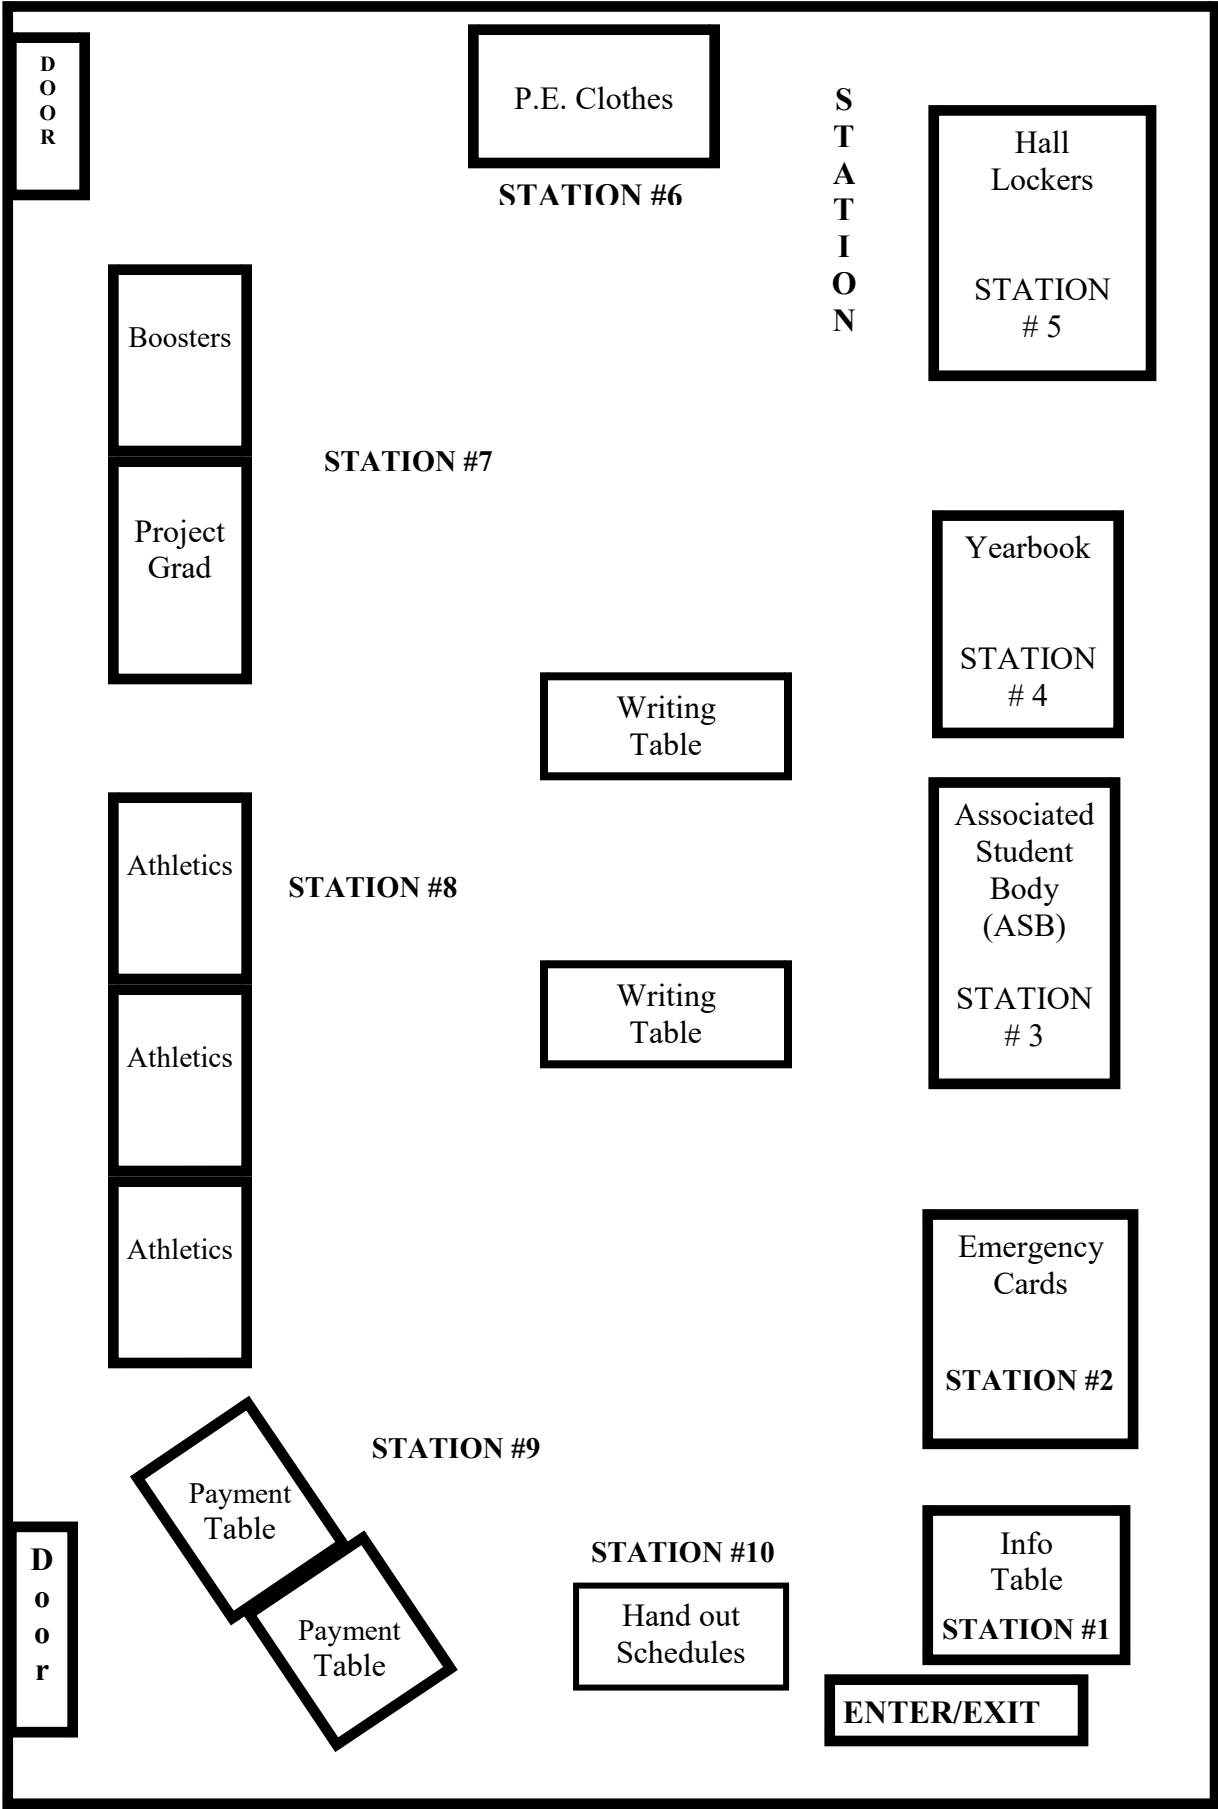 D
O
O
R
P.E. Clothes
STATION #6
S
T
A
T
I
O
N
Hall
Lockers
STATION
# 5
Boosters
STATION #7
Project
Grad
Yearbook
STATION
# 4
Writing
Table
Associated
Student
Body
(ASB)
STATION
# 3
Athletics
STATION #8
Writing
Table
Athletics
Athletics
Emergency
Cards
STATION #2
STATION #9
Payment
Table
Payment
Table
D
o
o
r
STATION #10
Hand out
Schedules
Info
Table
STATION #1
ENTER/EXIT